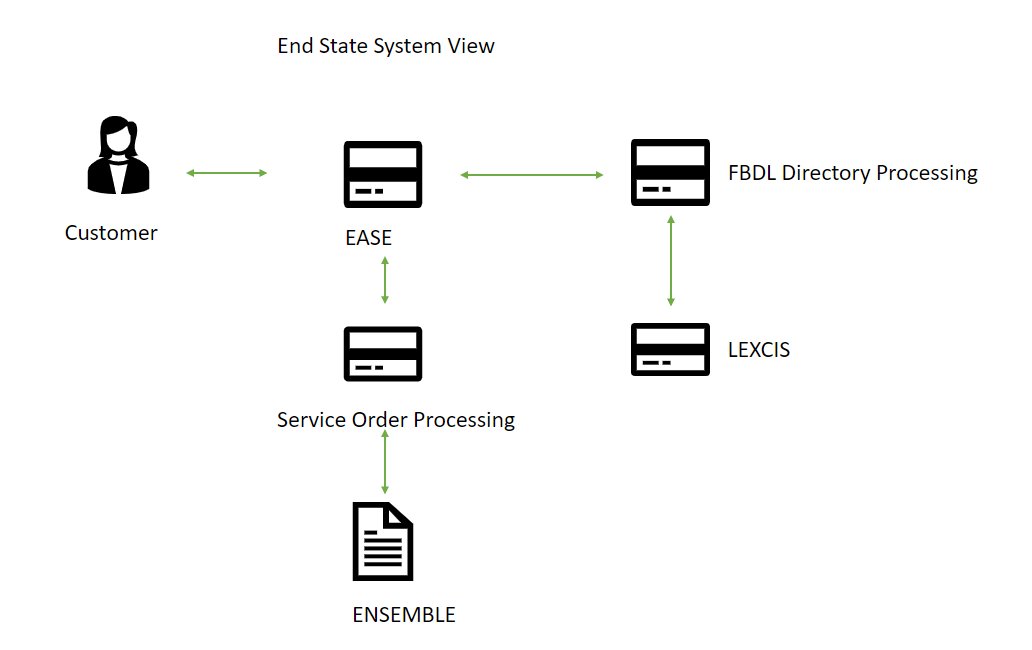 End State System View
FBDL Directory Processing
Customer
EASE
LEXCIS
Service Order Processing
ENSEMBLE